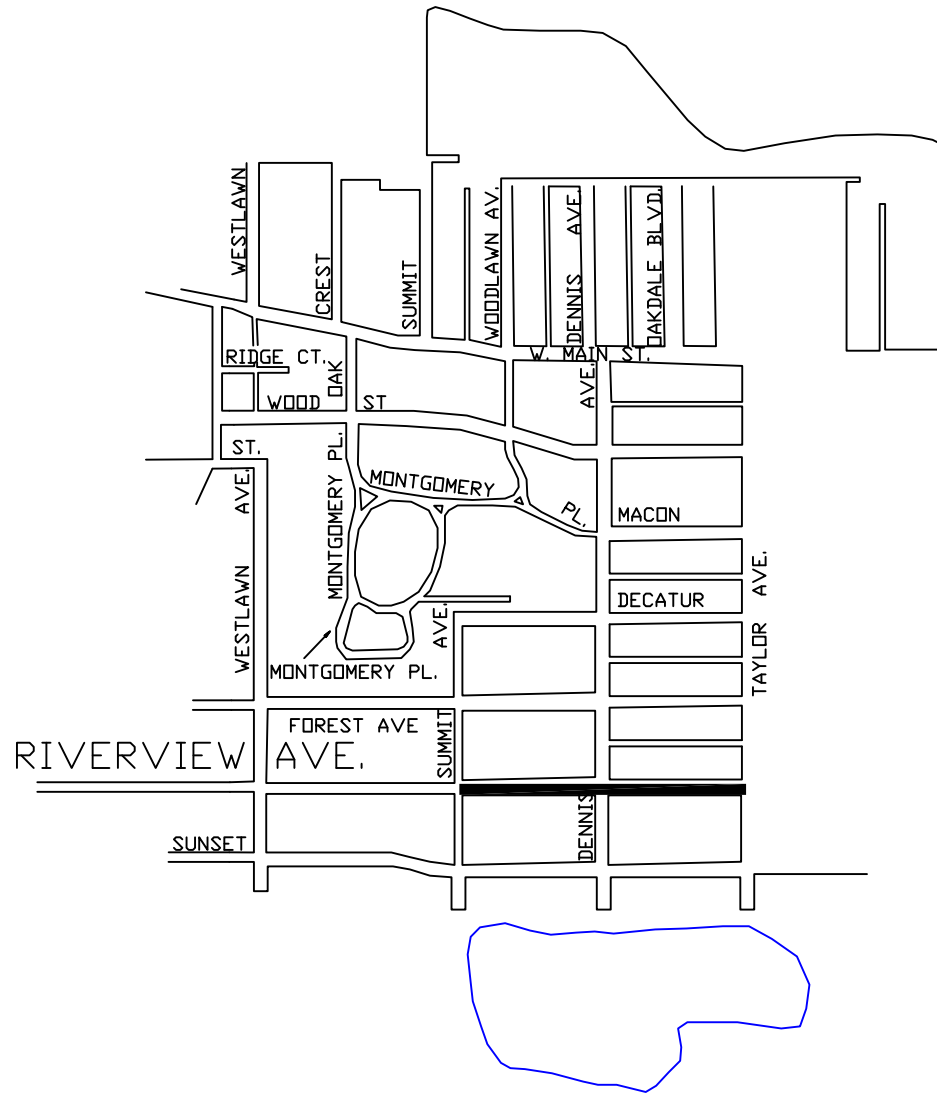 WESTLAWN
CREST
SUMMIT
WOODLAWN AV.
DENNIS AVE.
OAKDALE BLVD.
W. MAIN ST.
RIDGE CT.
OAK
AVE.
WOOD ST
ST.
MONTGOMERY PL.
MONTGOMERY PL.
AVE.
MACON
WESTLAWN
DECATUR
AVE.
TAYLOR AVE.
MONTGOMERY PL.
FOREST AVE
SUMMIT
RIVERVIEW AVE.
DENNIS
SUNSET